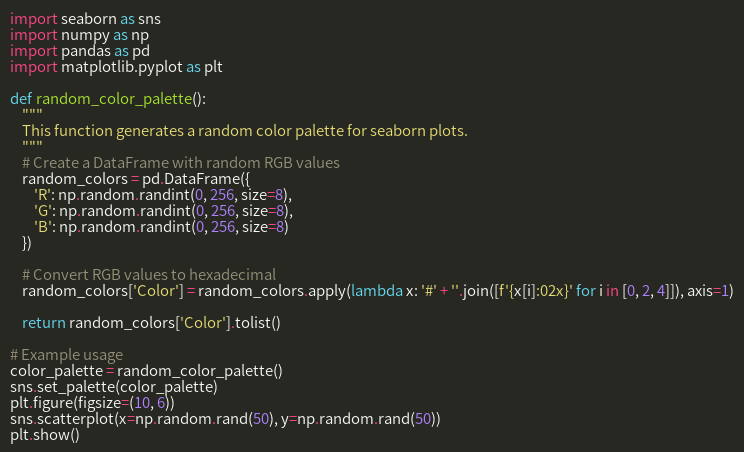 import seaborn as sns
import numpy as np
import pandas as pd
import matplotlib.pyplot as plt

def random_color_palette():
    """
    This function generates a random color palette for seaborn plots.
    """
    # Create a DataFrame with random RGB values
    random_colors = pd.DataFrame({
        'R': np.random.randint(0, 256, size=8),
        'G': np.random.randint(0, 256, size=8),
        'B': np.random.randint(0, 256, size=8)
    })

    # Convert RGB values to hexadecimal
    random_colors['Color'] = random_colors.apply(lambda x: '#' + ''.join([f'{x[i]:02x}' for i in [0, 2, 4]]), axis=1)

    return random_colors['Color'].tolist()

# Example usage
color_palette = random_color_palette()
sns.set_palette(color_palette)
plt.figure(figsize=(10, 6))
sns.scatterplot(x=np.random.rand(50), y=np.random.rand(50))
plt.show()